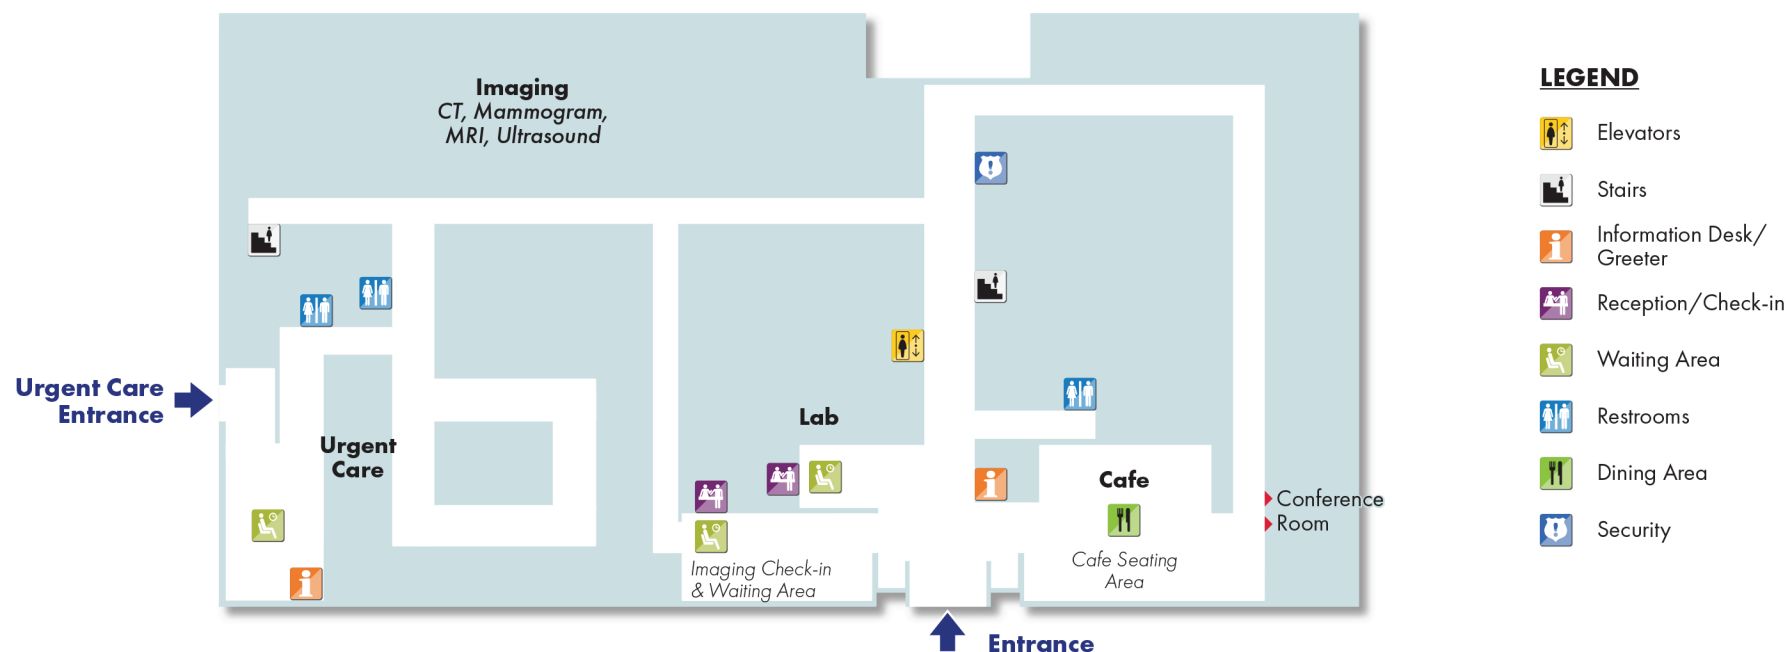 Imaging
CT, Mammogram,
MRI, Ultrasound
Urgent Care
Entrance
Urgent
Care
Lab
Imaging Check-in
& Waiting Area
Cafe
Cafe Seating
Area
Conference
Room
Entrance
LEGEND
Elevators
Stairs
Information Desk/
Greeter
Reception/Check-in
Waiting Area
Restrooms
Dining Area
Security